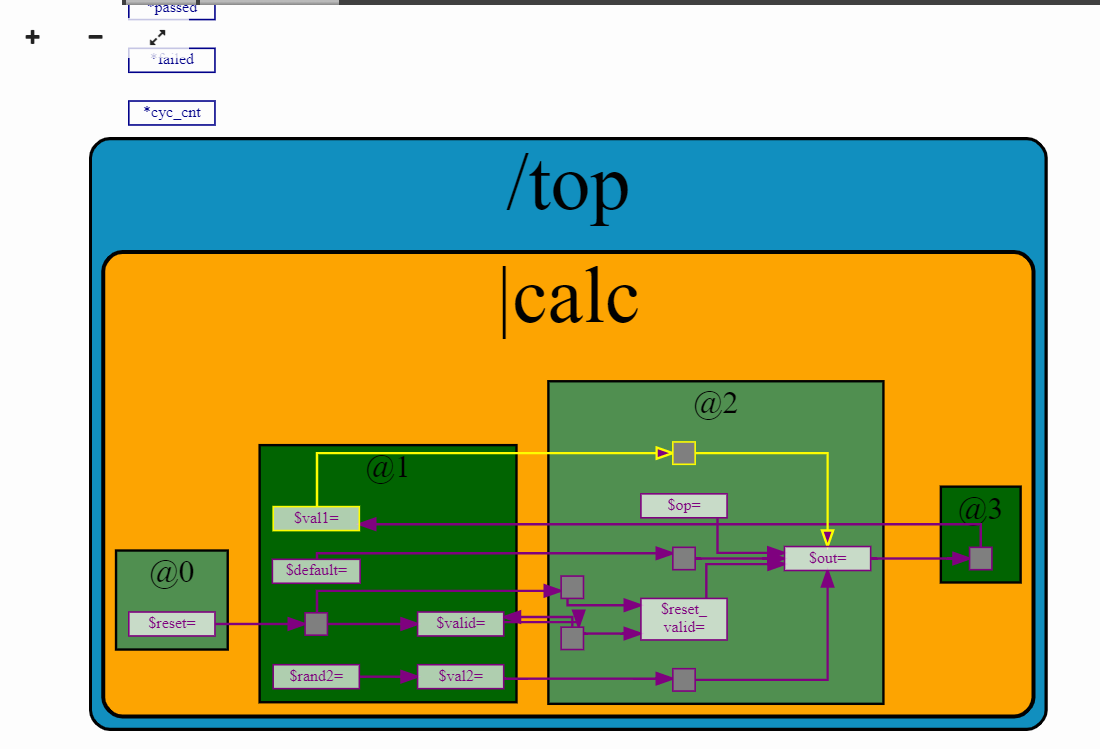 *passed
*failed
*cyc_cnt
/top
|calc
@2
@1
$op=
@3
$val1=
$out=
@0
$default=
$reset=
$valid=
$reset_
valid=
$rand2=
$val2=